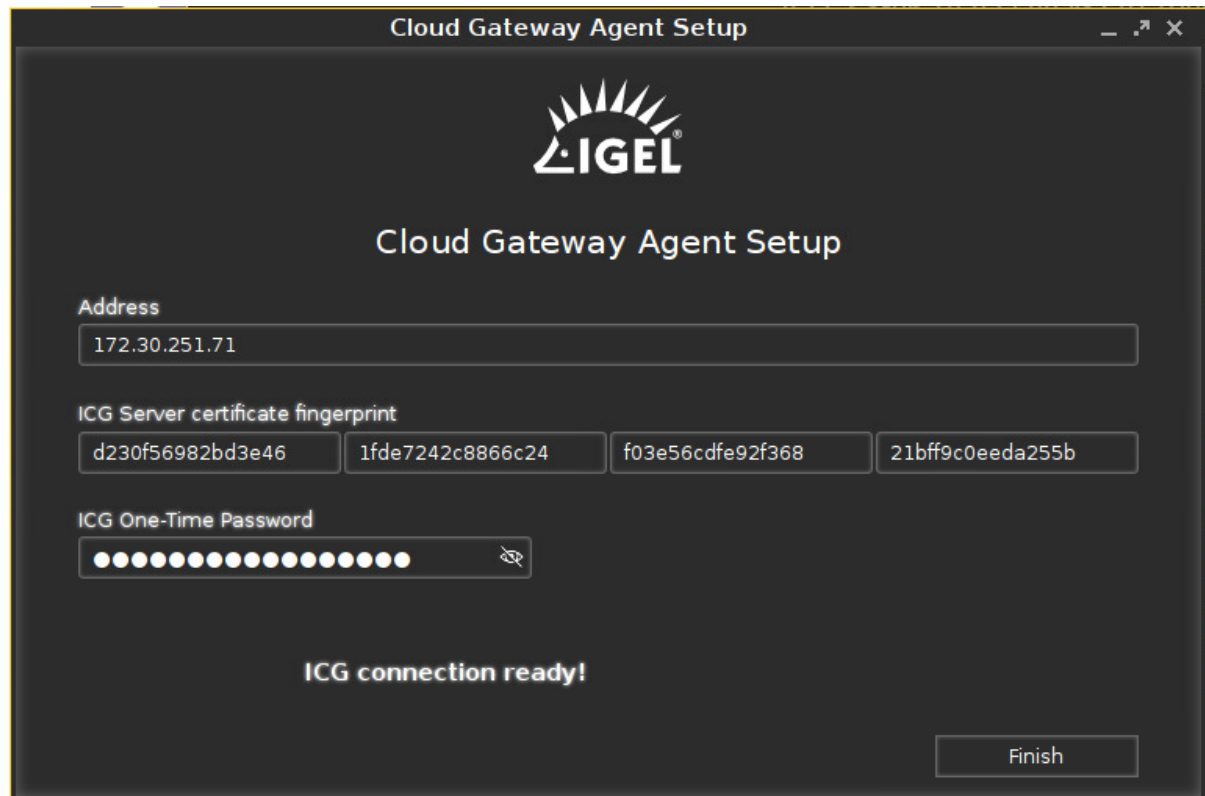 Cloud Gateway Agent Setup
IGEL®
Cloud Gateway Agent Setup
Address
172.30.251.71
ICG Server certificate fingerprint
d230f56982bd3e46 1fde7242c8866c24 f03e56cdfe92f368 21bff9c0eeda255b
ICG One-Time Password
●●●●●●●●●●●●●●●●●
ICG connection ready!
Finish